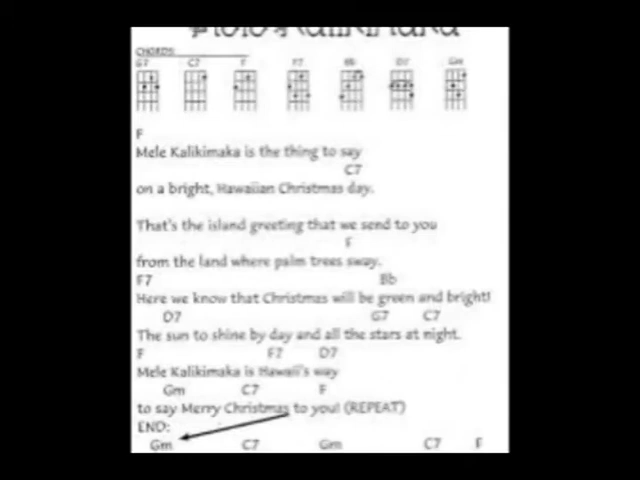 CHORDS:
G7 C7 F F7 Bb D7 Gm
F
Mele Kalikimaka is the thing to say
C7
on a bright, Hawaiian Christmas day.
That's the island greeting that we send to you
F
from the land where palm trees sway.
F7 Bb
Here we know that Christmas will be green and bright!
D7 G7 C7
The sun to shine by day and all the stars at night.
F F7 D7
Mele Kalikimaka is Hawaii's way
Gm C7 F
to say Merry Christmas to you! (REPEAT)
END:
Gm C7 Gm C7 F